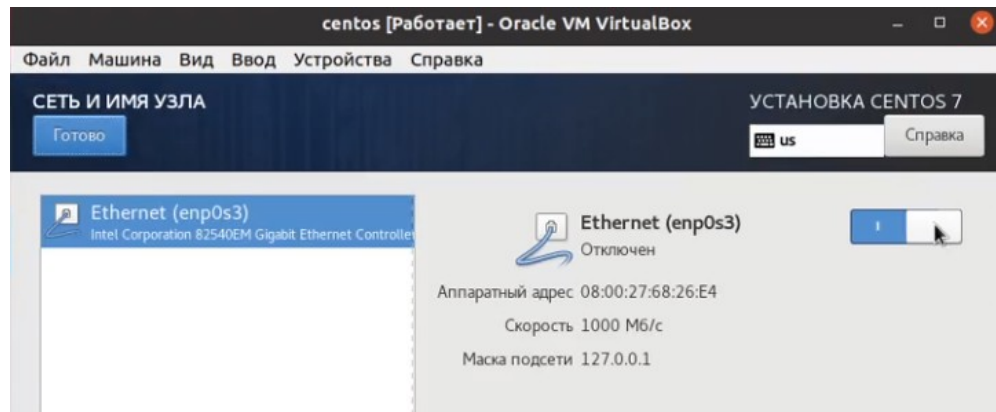 centos [Работает] - Oracle VM VirtualBox
Файл Машина Вид Ввод Устройства Справка
СЕТЬ И ИМЯ УЗЛА
УСТАНОВКА CENTOS 7
Готово
us
Справка
Ethernet (enp0s3)
Intel Corporation 82540EM Gigabit Ethernet Controller
Ethernet (enp0s3)
Отключен
Аппаратный адрес 08:00:27:68:26:E4
Скорость 1000 Мб/с
Маска подсети 127.0.0.1